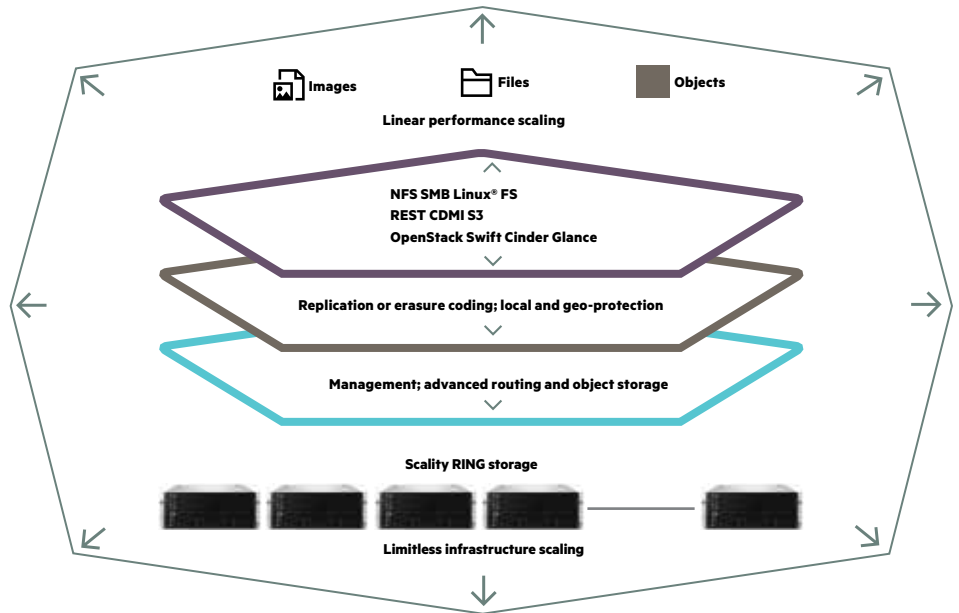 Images
Files
Objects
Linear performance scaling
NFS SMB Linux® FS
REST CDMI S3
OpenStack Swift Cinder Glance
Replication or erasure coding; local and geo-protection
Management; advanced routing and object storage
Scality RING storage
Limitless infrastructure scaling